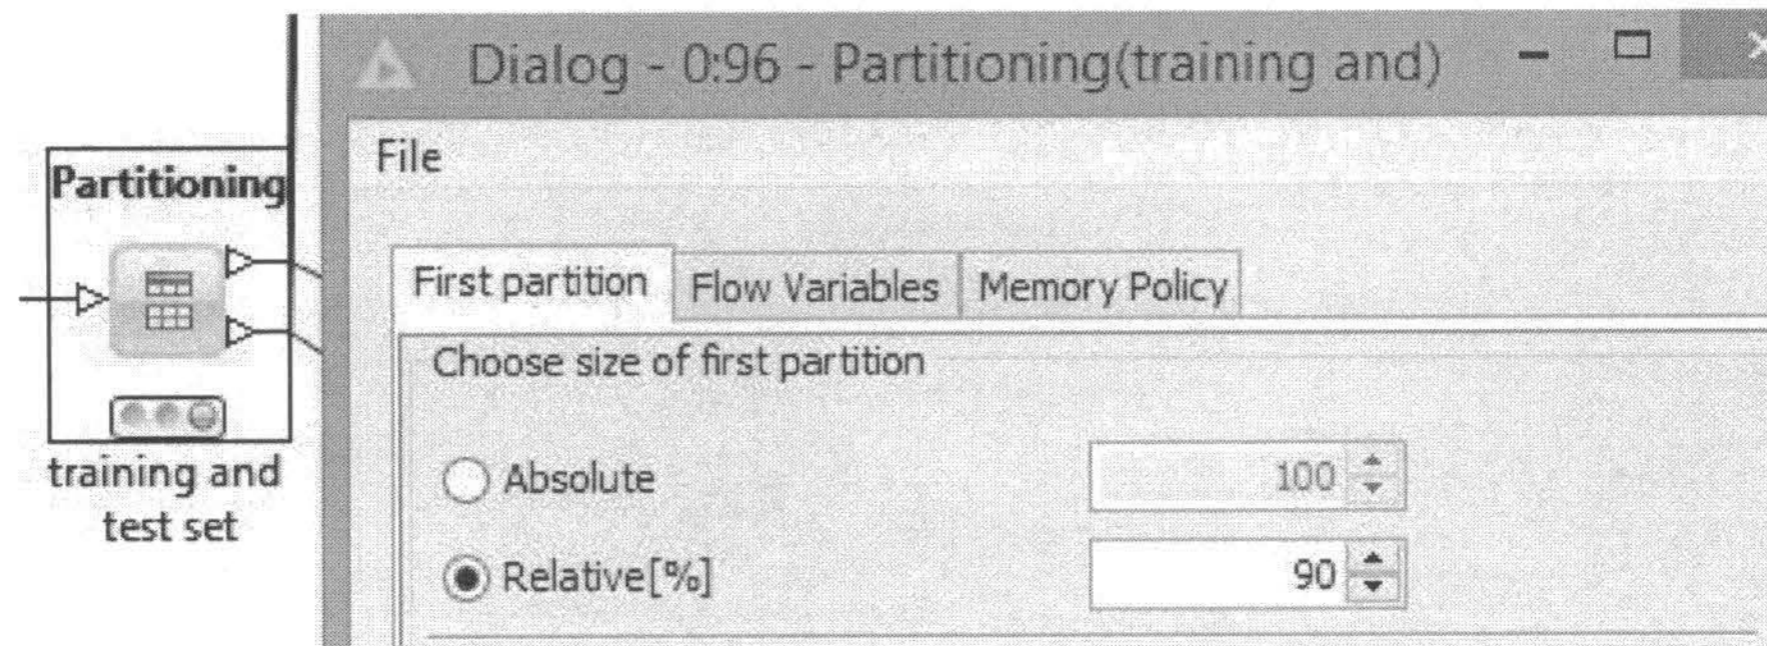 Partitioning
training and
test set
Dialog - 0:96 - Partitioning(training and)
File
First partition
Flow Variables
Memory Policy
Choose size of first partition
Absolute
100
Relative[%]
90